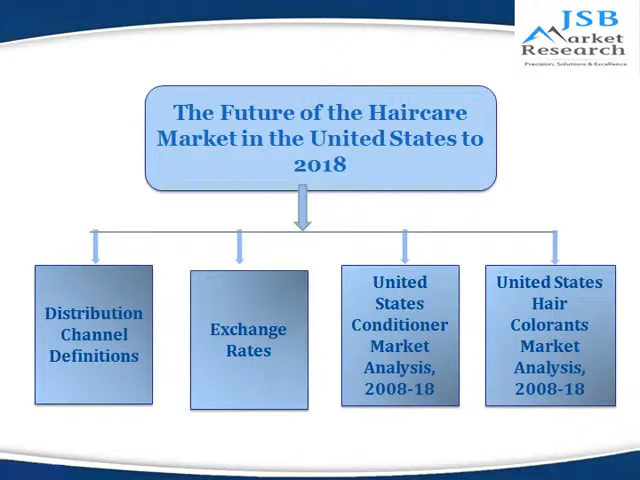 JSB
Market
Research
Precision, Solutions & Excellence
The Future of the Haircare
Market in the United States to
2018
Distribution
Channel
Definitions
Exchange
Rates
United
States
Conditioner
Market
Analysis,
2008-18
United States
Hair
Colorants
Market
Analysis,
2008-18